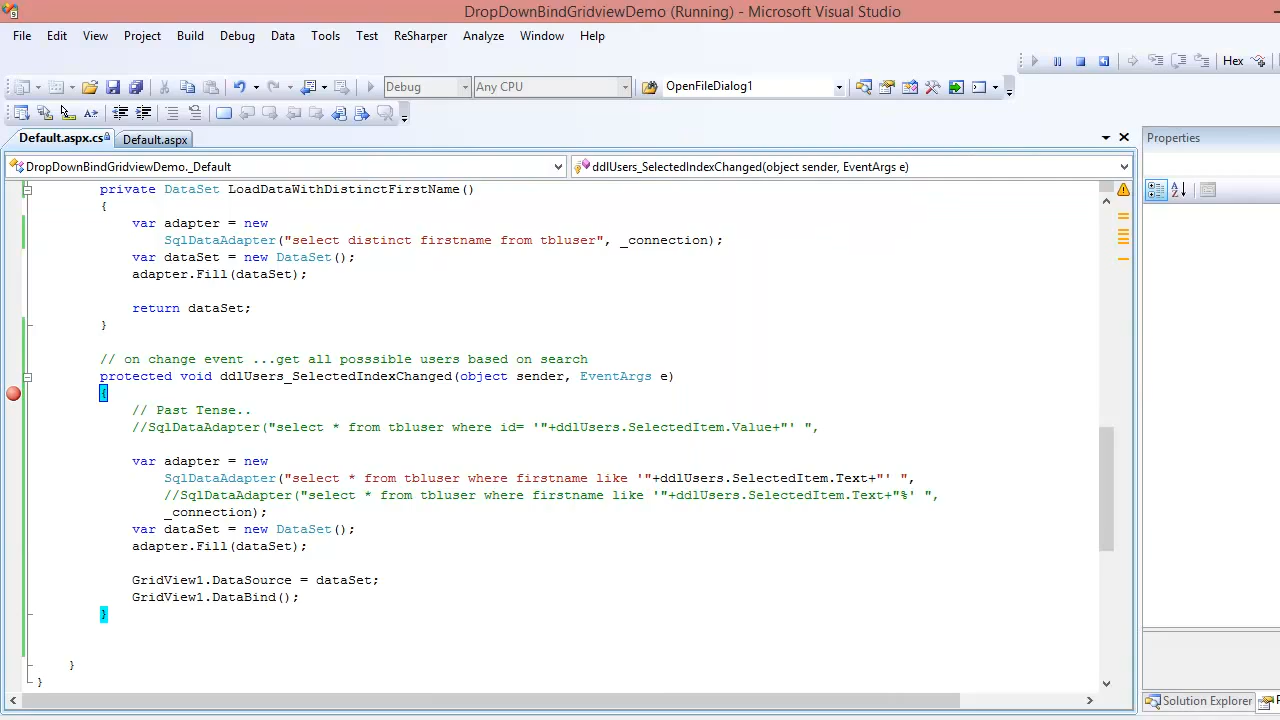 DropDownBindGridviewDemo (Running) - Microsoft Visual Studio
File Edit View Project Build Debug Data Tools Test ReSharper Analyze Window Help
Hex
Debug Any CPU OpenFileDialog1
Default.aspx.cs Default.aspx
Properties
DropDownBindGridviewDemo._Default ddlUsers_SelectedIndexChanged(object sender, EventArgs e)
private DataSet LoadDataWithDistinctFirstName()
{
var adapter = new
SqlDataAdapter("select distinct firstname from tbluser", _connection);
var dataSet = new DataSet();
adapter.Fill(dataSet);
return dataSet;
}
// on change event ...get all posssible users based on search
protected void ddlUsers_SelectedIndexChanged(object sender, EventArgs e)
{
// Past Tense..
//SqlDataAdapter("select * from tbluser where id= '"+ddlUsers.SelectedItem.Value+"' ",
var adapter = new
SqlDataAdapter("select * from tbluser where firstname like '"+ddlUsers.SelectedItem.Text+"' ",
//SqlDataAdapter("select * from tbluser where firstname like '"+ddlUsers.SelectedItem.Text+"%' ",
_connection);
var dataSet = new DataSet();
adapter.Fill(dataSet);
GridView1.DataSource = dataSet;
GridView1.DataBind();
}
}
}
Solution Explorer